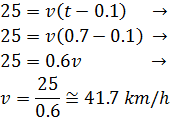 25 = v(t − 0.1) →
25 = v(0.7 − 0.1) →
25 = 0.6v →
v = 25/0.6 ≅ 41.7 km/h